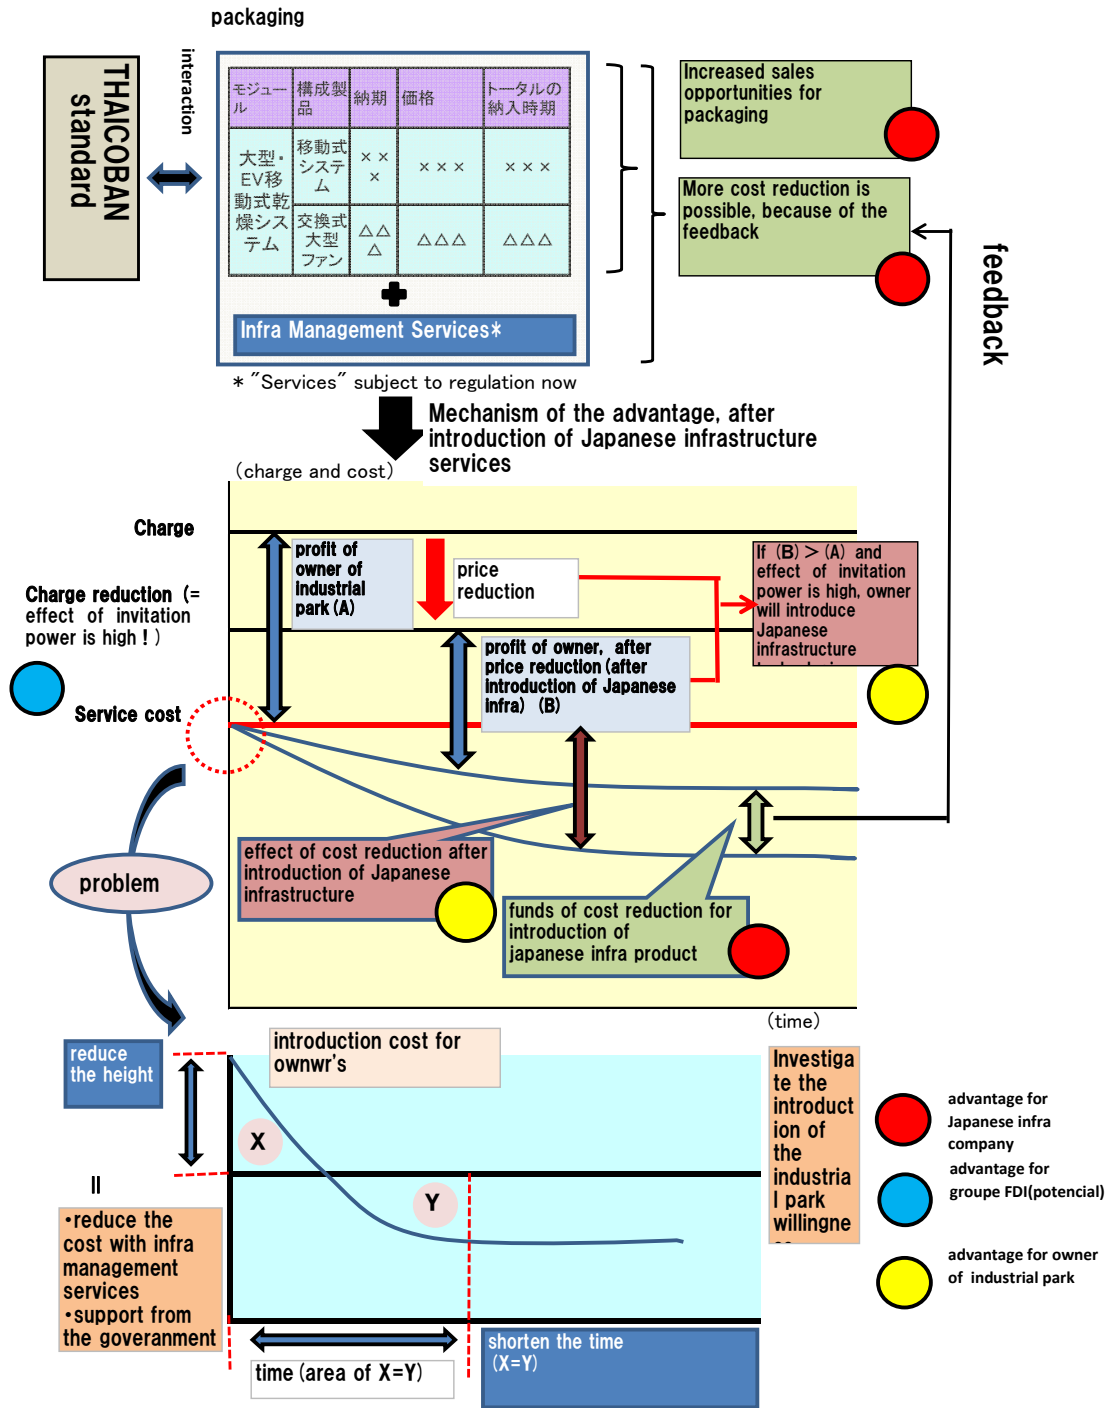 packaging
THAICOBAN
standard
interaction
モジュー
ル
構成製
品
納期
価格
トータルの
納入時期
大型・
EV移
動式乾
燥シス
テム
移動式
システ
ム
××
×
×××
×××
交換式
大型
ファン
△△
△
△△△
△△△
Infra Management Services*
* "Services" subject to regulation now
Increased sales
opportunities for
packaging
More cost reduction is
possible, because of the
feedback
feedback
Mechanism of the advantage, after
introduction of Japanese infrastructure
services
(charge and cost)
Charge
Charge reduction (=
effect of invitation
power is high！)
Service cost
profit of
owner of
industrial
park(A)
price
reduction
profit of owner, after
price reduction(after
introduction of Japanese
infra) (B)
If (B)＞(A) and
effect of invitation
power is high, owner
will introduce
Japanese
infrastructure
effect of cost reduction after
introduction of Japanese
infrastructure
funds of cost reduction for
introduction of
japanese infra product
(time)
problem
reduce
the height
introduction cost for
ownwr's
X
Y
=
・reduce the
cost with infra
management
services
・support from
the goveranment
time(area of X=Y)
shorten the time
(X=Y)
Investiga
te the
introduct
ion of
the
industria
l park
willingne
advantage for
Japanese infra
company
advantage for
groupe FDI(potencial)
advantage for owner
of industrial park